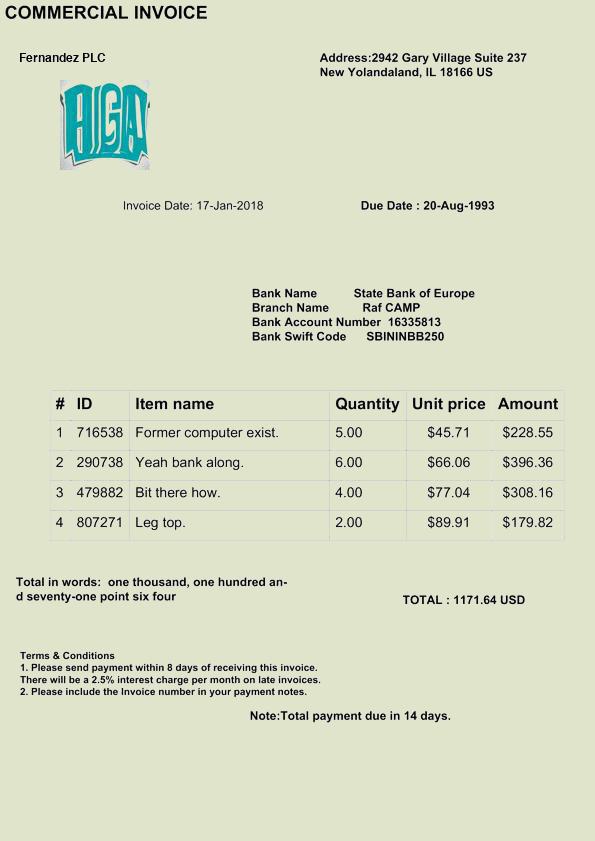 COMMERCIAL INVOICE
Fernandez PLC
Address:2942 Gary Village Suite 237
New Yolandaland, IL 18166 US
Invoice Date: 17-Jan-2018 Due Date : 20-Aug-1993
Bank Name State Bank of Europe
Branch Name Raf CAMP
Bank Account Number 16335813
Bank Swift Code SBININBB250
# ID Item name Quantity Unit price Amount
1 716538 Former computer exist. 5.00 $45.71 $228.55
2 290738 Yeah bank along. 6.00 $66.06 $396.36
3 479882 Bit there how. 4.00 $77.04 $308.16
4 807271 Leg top. 2.00 $89.91 $179.82
Total in words: one thousand, one hundred an-
d seventy-one point six four
TOTAL : 1171.64 USD
Terms & Conditions
1. Please send payment within 8 days of receiving this invoice.
There will be a 2.5% interest charge per month on late invoices.
2. Please include the Invoice number in your payment notes.
Note:Total payment due in 14 days.